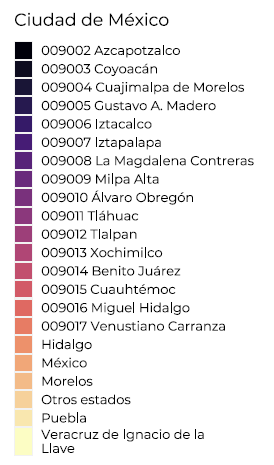 Ciudad de México
009002 Azcapotzalco
009003 Coyoacán
009004 Cuajimalpa de Morelos
009005 Gustavo A. Madero
009006 Iztacalco
009007 Iztapalapa
009008 La Magdalena Contreras
009009 Milpa Alta
009010 Álvaro Obregón
009011 Tláhuac
009012 Tlalpan
009013 Xochimilco
009014 Benito Juárez
009015 Cuauhtémoc
009016 Miguel Hidalgo
009017 Venustiano Carranza
Hidalgo
México
Morelos
Otros estados
Puebla
Veracruz de Ignacio de la
Llave